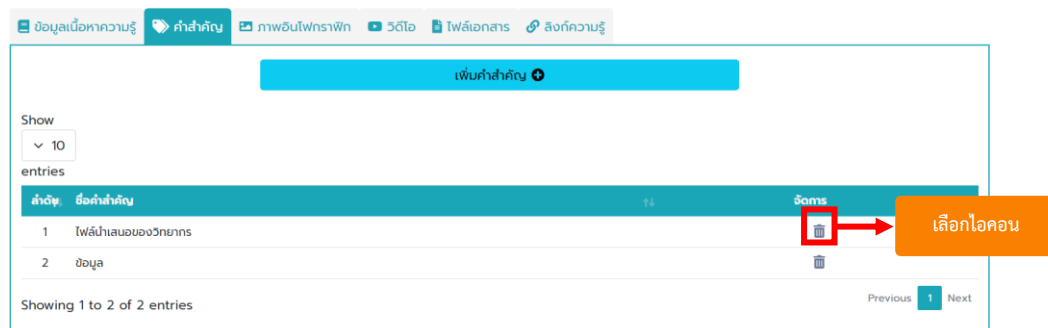 ข้อมูลเนื้อหาความรู้ คำสำคัญ ภาพอินโฟกราฟิก วิดีโอ ไฟล์เอกสาร ลิงก์ความรู้
เพิ่มคำสำคัญ
Show
10
entries
ลำดับ ชื่อคำสำคัญ จัดการ
1 ไฟล์นำเสนอของวิทยากร
เลือกไอคอน
2 ข้อมูล
Showing 1 to 2 of 2 entries Previous 1 Next